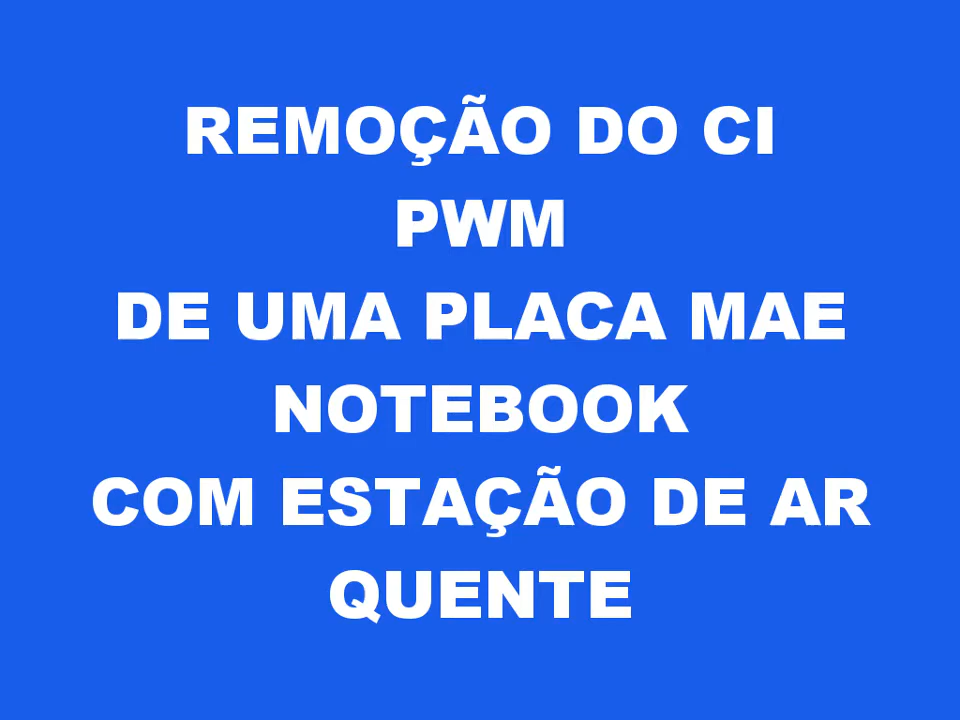 REMOÇÃO DO CI
PWM
DE UMA PLACA MAE
NOTEBOOK
COM ESTAÇÃO DE AR
QUENTE